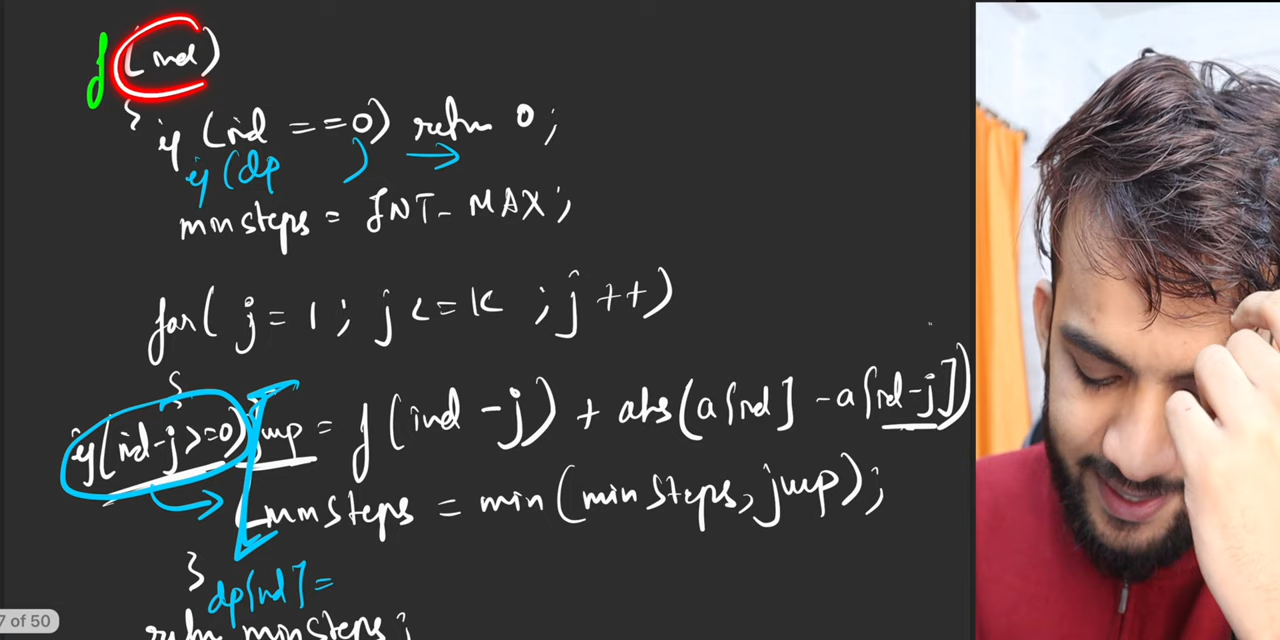 f(ind)
{
if (ind == 0) return 0;
if (dp    ) →
minsteps = INT_MAX;
for( j = 1; j <= K ; j++)
{
if(ind-j>=0) jump = f(ind-j) + abs(a[ind] - a[ind-j])
minsteps = min(minsteps, jump);
}
dp[ind] =
return minsteps;
7 of 50